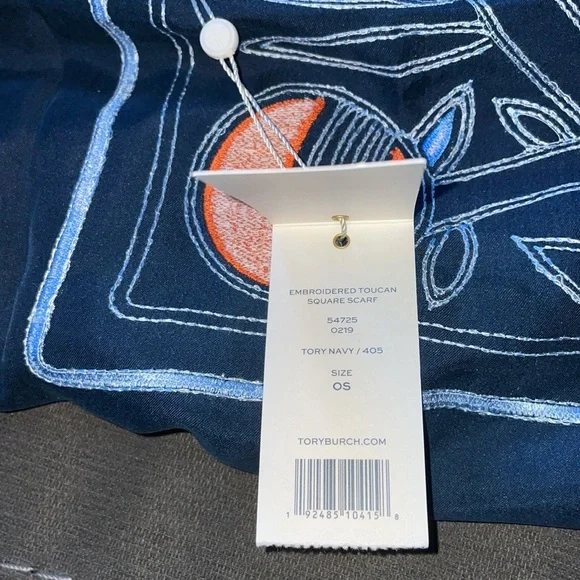 EMBROIDERED TOUCAN
SQUARE SCARF
54725
0219
TORY NAVY / 405
SIZE
OS
TORYBURCH.COM
1 92485 10415 8